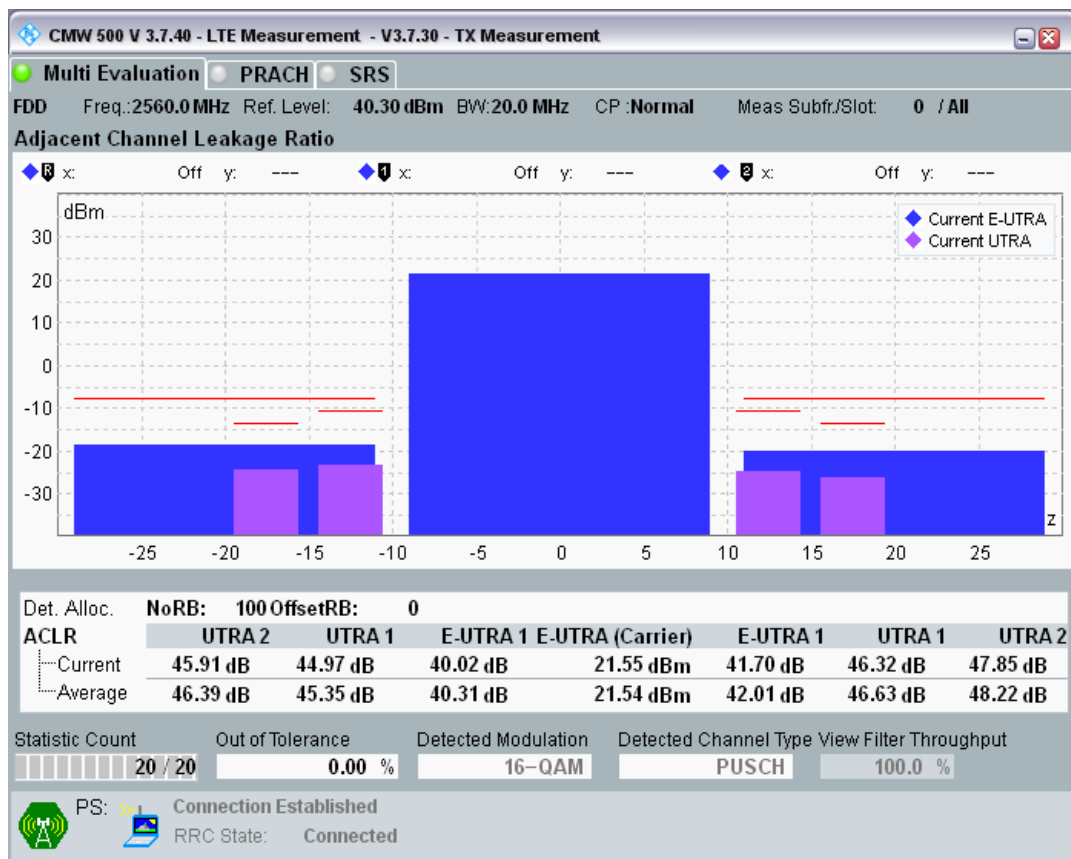 CMW 500 V 3.7.40 - LTE Measurement - V3.7.30 - TX Measurement
Multi Evaluation PRACH SRS
FDD Freq.:2560.0 MHz Ref. Level: 40.30 dBm BW:20.0 MHz CP :Normal Meas Subfr./Slot: 0 / All
Adjacent Channel Leakage Ratio
R x: Off y: --- 1 x: Off y: --- 2 x: Off y: ---
dBm
Current E-UTRA
Current UTRA
30
20
10
0
-10
-20
-30
z
-25 -20 -15 -10 -5 0 5 10 15 20 25
Det. Alloc. NoRB: 100 OffsetRB: 0
ACLR UTRA 2 UTRA 1 E-UTRA 1 E-UTRA (Carrier) E-UTRA 1 UTRA 1 UTRA 2
Current 45.91 dB 44.97 dB 40.02 dB 21.55 dBm 41.70 dB 46.32 dB 47.85 dB
Average 46.39 dB 45.35 dB 40.31 dB 21.54 dBm 42.01 dB 46.63 dB 48.22 dB
Statistic Count Out of Tolerance Detected Modulation Detected Channel Type View Filter Throughput
20 / 20 0.00 % 16-QAM PUSCH 100.0 %
PS: Connection Established
RRC State: Connected